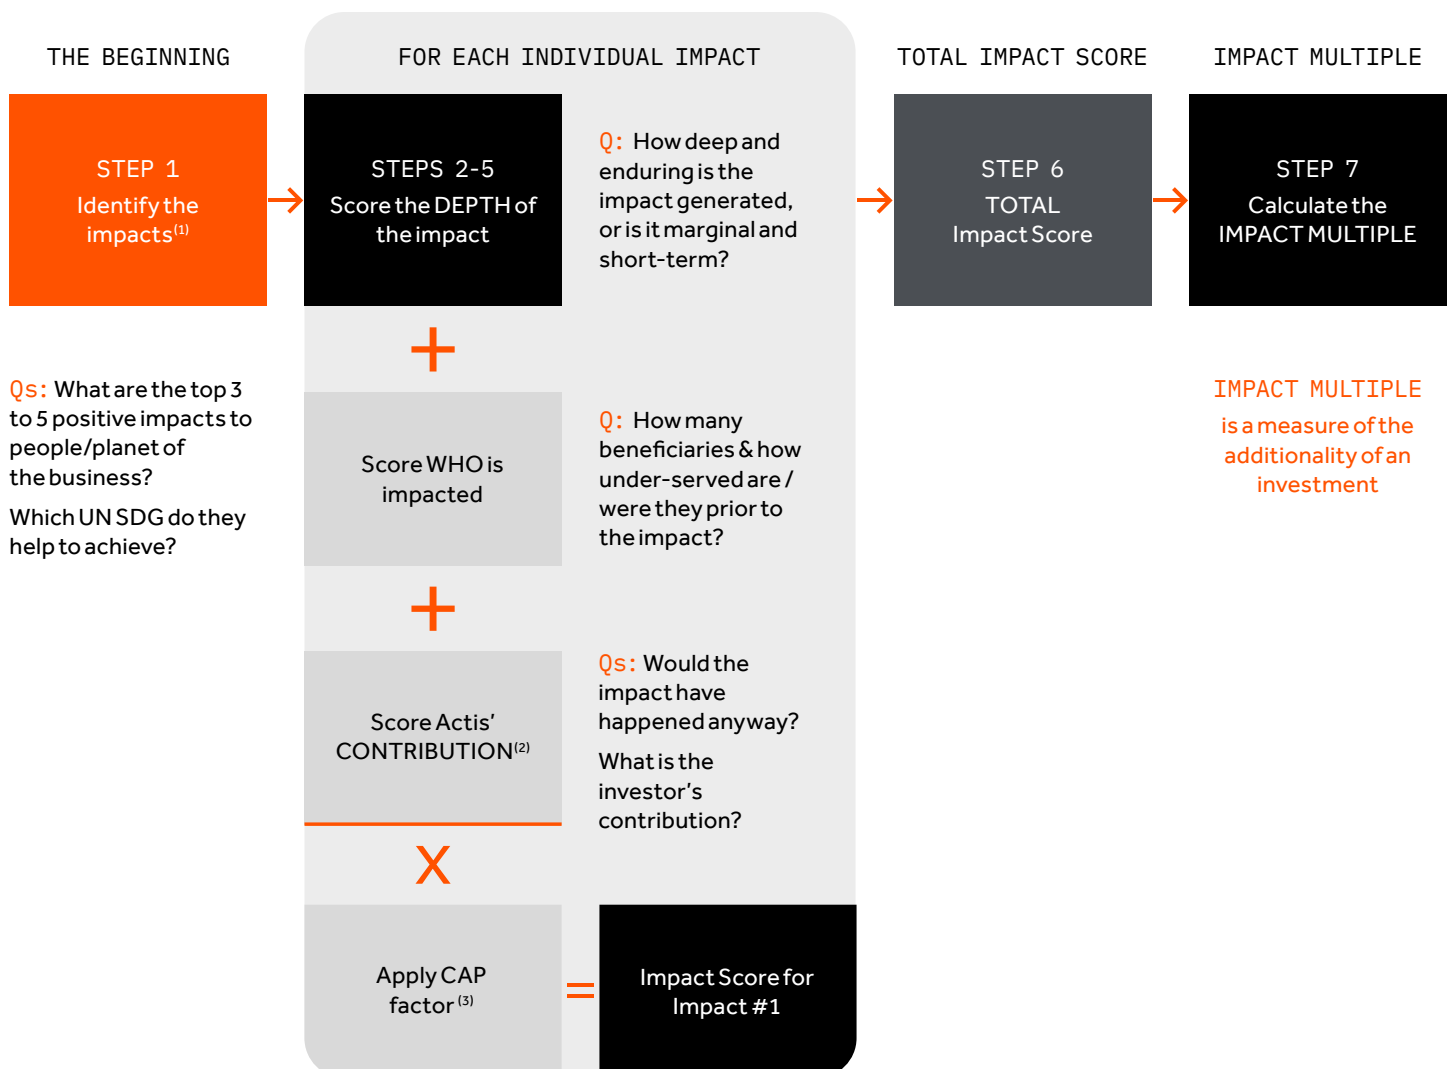 THE BEGINNING
FOR EACH INDIVIDUAL IMPACT
TOTAL IMPACT SCORE
IMPACT MULTIPLE
STEP 1
Identify the
impacts(1)
STEPS 2-5
Score the DEPTH of
the impact
Q: How deep and
enduring is the
impact generated,
or is it marginal and
short-term?
STEP 6
TOTAL
Impact Score
STEP 7
Calculate the
IMPACT MULTIPLE
+
Qs: What are the top 3
to 5 positive impacts to
people/planet of
the business?
Which UN SDG do they
help to achieve?
Score WHO is
impacted
Q: How many
beneficiaries & how
under-served are /
were they prior to
the impact?
IMPACT MULTIPLE
is a measure of the
additionality of an
investment
+
Score Actis’
CONTRIBUTION(2)
Qs: Would the
impact have
happened anyway?
What is the
investor’s
contribution?
X
Apply CAP
factor (3)
=
Impact Score for
Impact #1